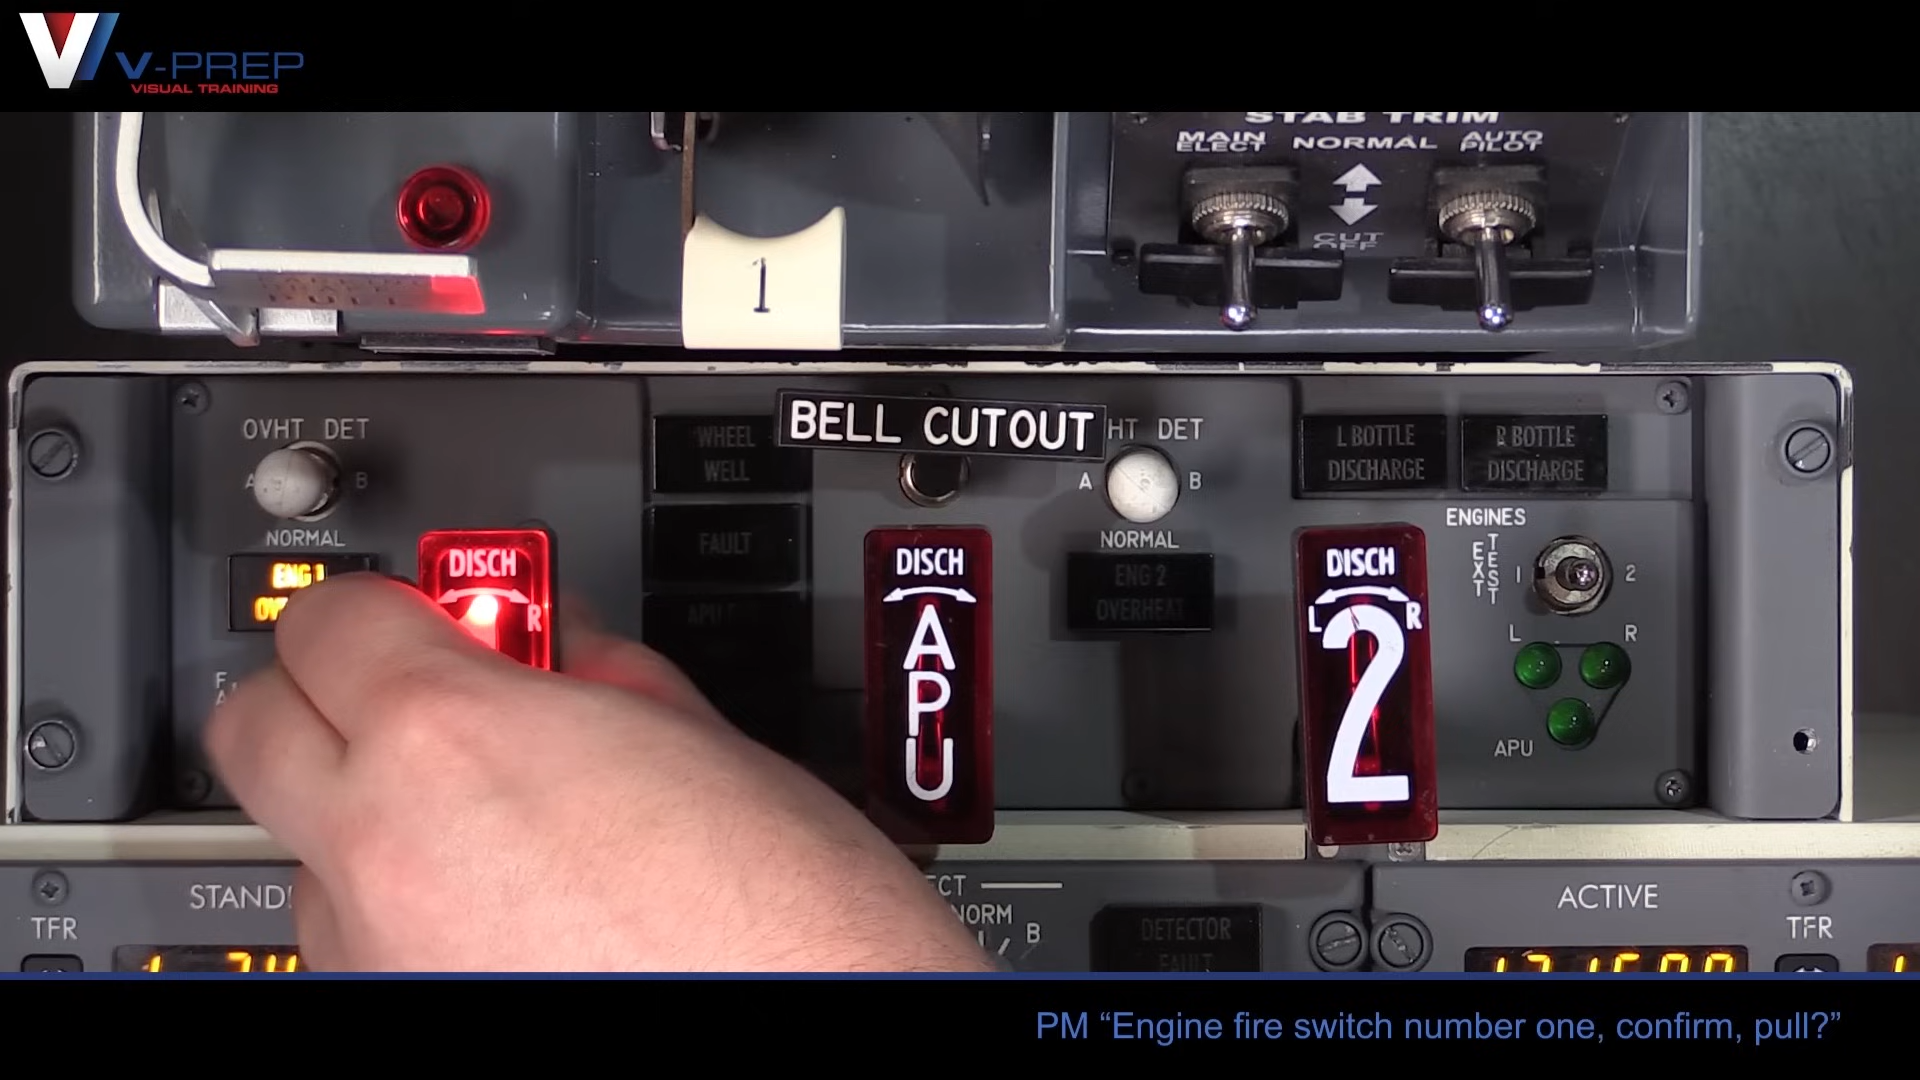 V-PREP
VISUAL TRAINING
STAB TRIM
MAIN ELECT NORMAL AUTO PILOT
CUT OFF
1
BELL CUTOUT
OVHT DET
A B
NORMAL
ENG 1
DISCH
R
WHEEL WELL
FAULT
HT DET
A B
NORMAL
ENG 2 OVERHEAT
DISCH
APU
DISCH
L R
2
L BOTTLE DISCHARGE
R BOTTLE DISCHARGE
ENGINES
EXT TEST
1 2
L R
APU
TFR
NORM
B
DETECTOR FAULT
ACTIVE
TFR
PM “Engine fire switch number one, confirm, pull?”